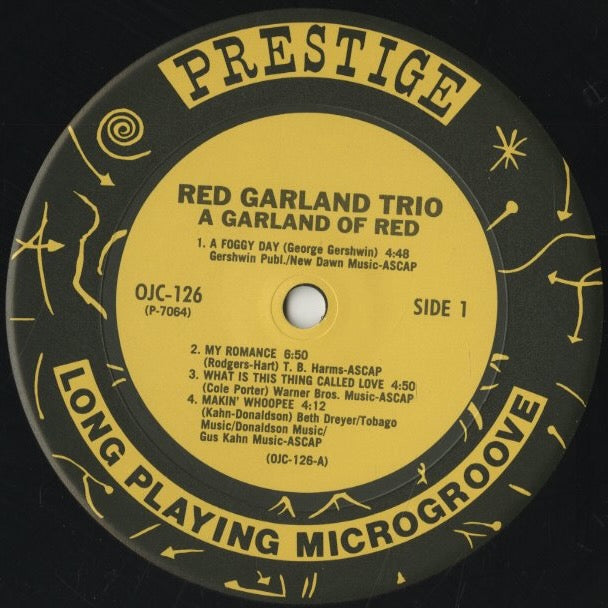 PRESTIGE
RED GARLAND TRIO
A GARLAND OF RED
1. A FOGGY DAY (George Gershwin) 4:48
Gershwin Publ./New Dawn Music-ASCAP
OJC-126
(P-7064)
SIDE 1
2. MY ROMANCE 6:50
(Rodgers-Hart) T. B. Harms-ASCAP
3. WHAT IS THIS THING CALLED LOVE 4:50
(Cole Porter) Warner Bros. Music-ASCAP
4. MAKIN' WHOOPEE 4:12
(Kahn-Donaldson) Beth Dreyer/Tobago
Music/Donaldson Music/
Gus Kahn Music-ASCAP
(OJC-126-A)
LONG PLAYING MICROGROOVE